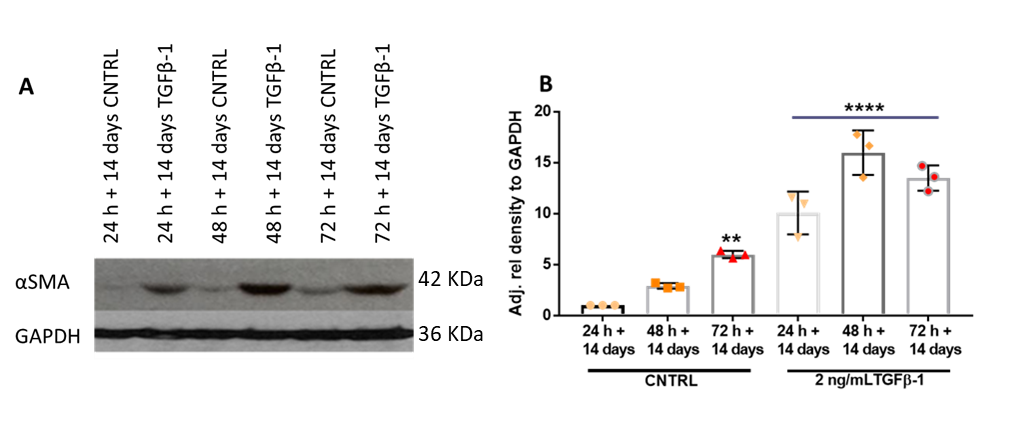 A
24 h + 14 days CNTRL
24 h + 14 days TGFβ-1
48 h + 14 days CNTRL
48 h + 14 days TGFβ-1
72 h + 14 days CNTRL
72 h + 14 days TGFβ-1
αSMA
42 KDa
GAPDH
36 KDa
B
Adj. rel density to GAPDH
20
15
10
5
0
**
****
24 h +
14 days
48 h +
14 days
72 h +
14 days
24 h +
14 days
48 h +
14 days
72 h +
14 days
CNTRL
2 ng/mLTGFβ-1